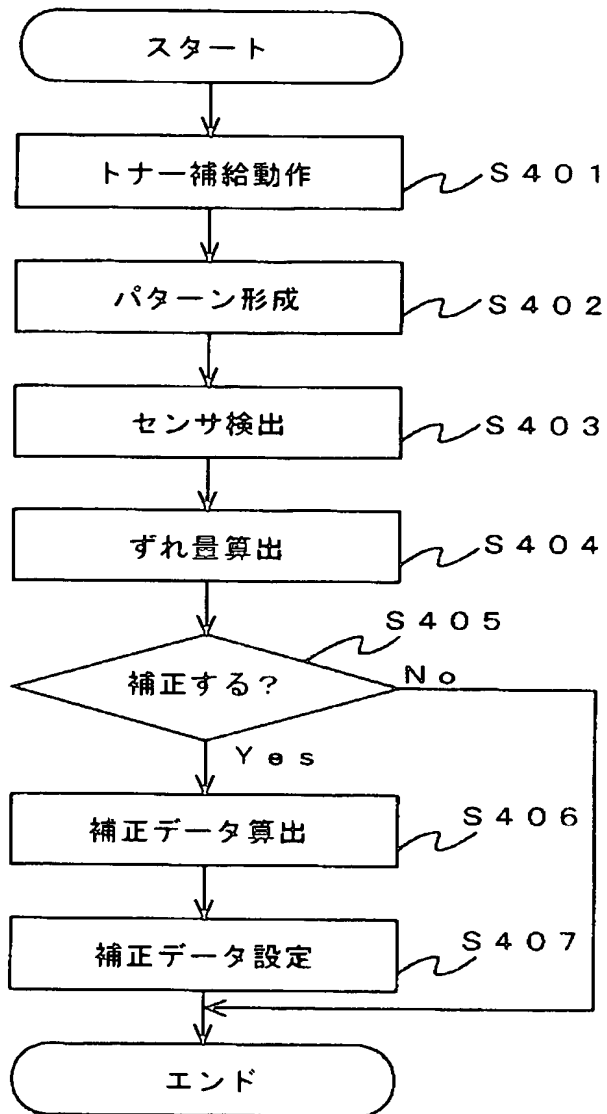 スタート
トナー補給動作
S401
パターン形成
S402
センサ検出
S403
ずれ量算出
S404
S405
補正する?
No
Yes
補正データ算出
S406
補正データ設定
S407
エンド